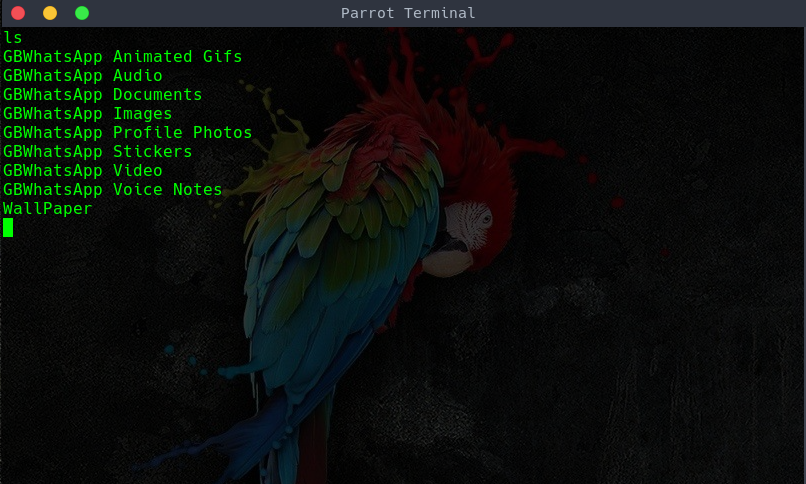 Parrot Terminal
ls
GBWhatsApp Animated Gifs
GBWhatsApp Audio
GBWhatsApp Documents
GBWhatsApp Images
GBWhatsApp Profile Photos
GBWhatsApp Stickers
GBWhatsApp Video
GBWhatsApp Voice Notes
WallPaper